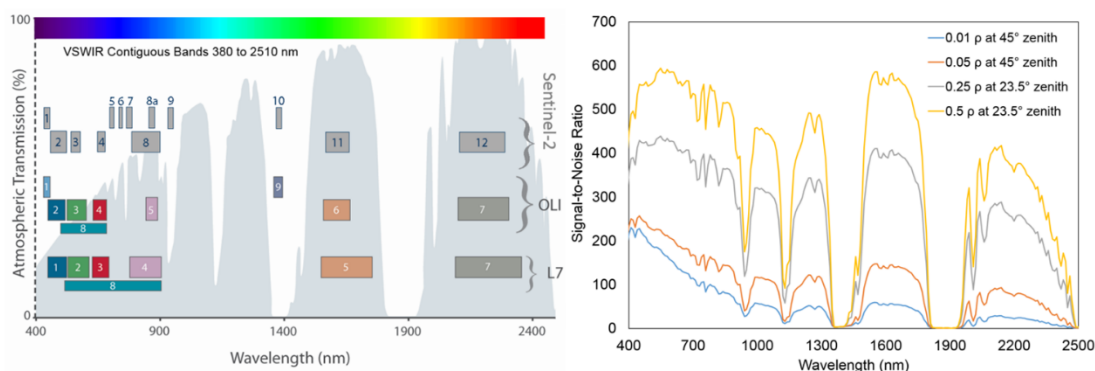 100
VSWIR Contiguous Bands 380 to 2510 nm
Atmospheric Transmission (%)
5 6 7 8a 9 10
1
2 3 4 8 11 12
Sentinel-2
1 9
2 3 4 5 6 7
8
OLI
1 2 3 4 5 7
8
L7
0
400 900 1400 1900 2400
Wavelength (nm)
700
600
500
400
300
200
100
0
Signal-to-Noise Ratio
0.01 ρ at 45° zenith
0.05 ρ at 45° zenith
0.25 ρ at 23.5° zenith
0.5 ρ at 23.5° zenith
400 700 1000 1300 1600 1900 2200 2500
Wavelength (nm)